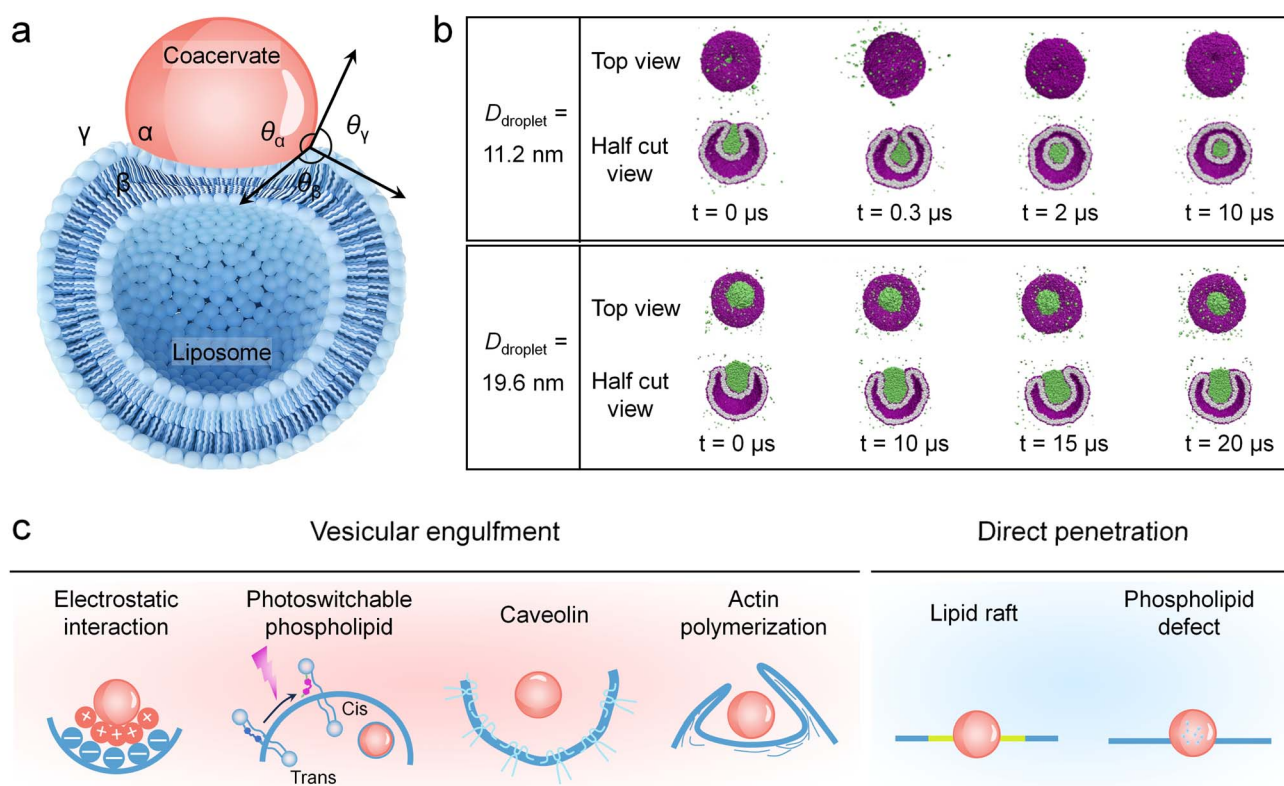 a
Coacervate
γ
α
θα
θγ
β
θβ
Liposome
b
Ddroplet =
11.2 nm
Top view
Half cut
view
t = 0 μs
t = 0.3 μs
t = 2 μs
t = 10 μs
Ddroplet =
19.6 nm
Top view
Half cut
view
t = 0 μs
t = 10 μs
t = 15 μs
t = 20 μs
c
Vesicular engulfment
Direct penetration
Electrostatic
interaction
Photoswitchable
phospholipid
Caveolin
Actin
polymerization
Lipid raft
Phospholipid
defect
Cis
Trans
+ + + + +
− − − − −